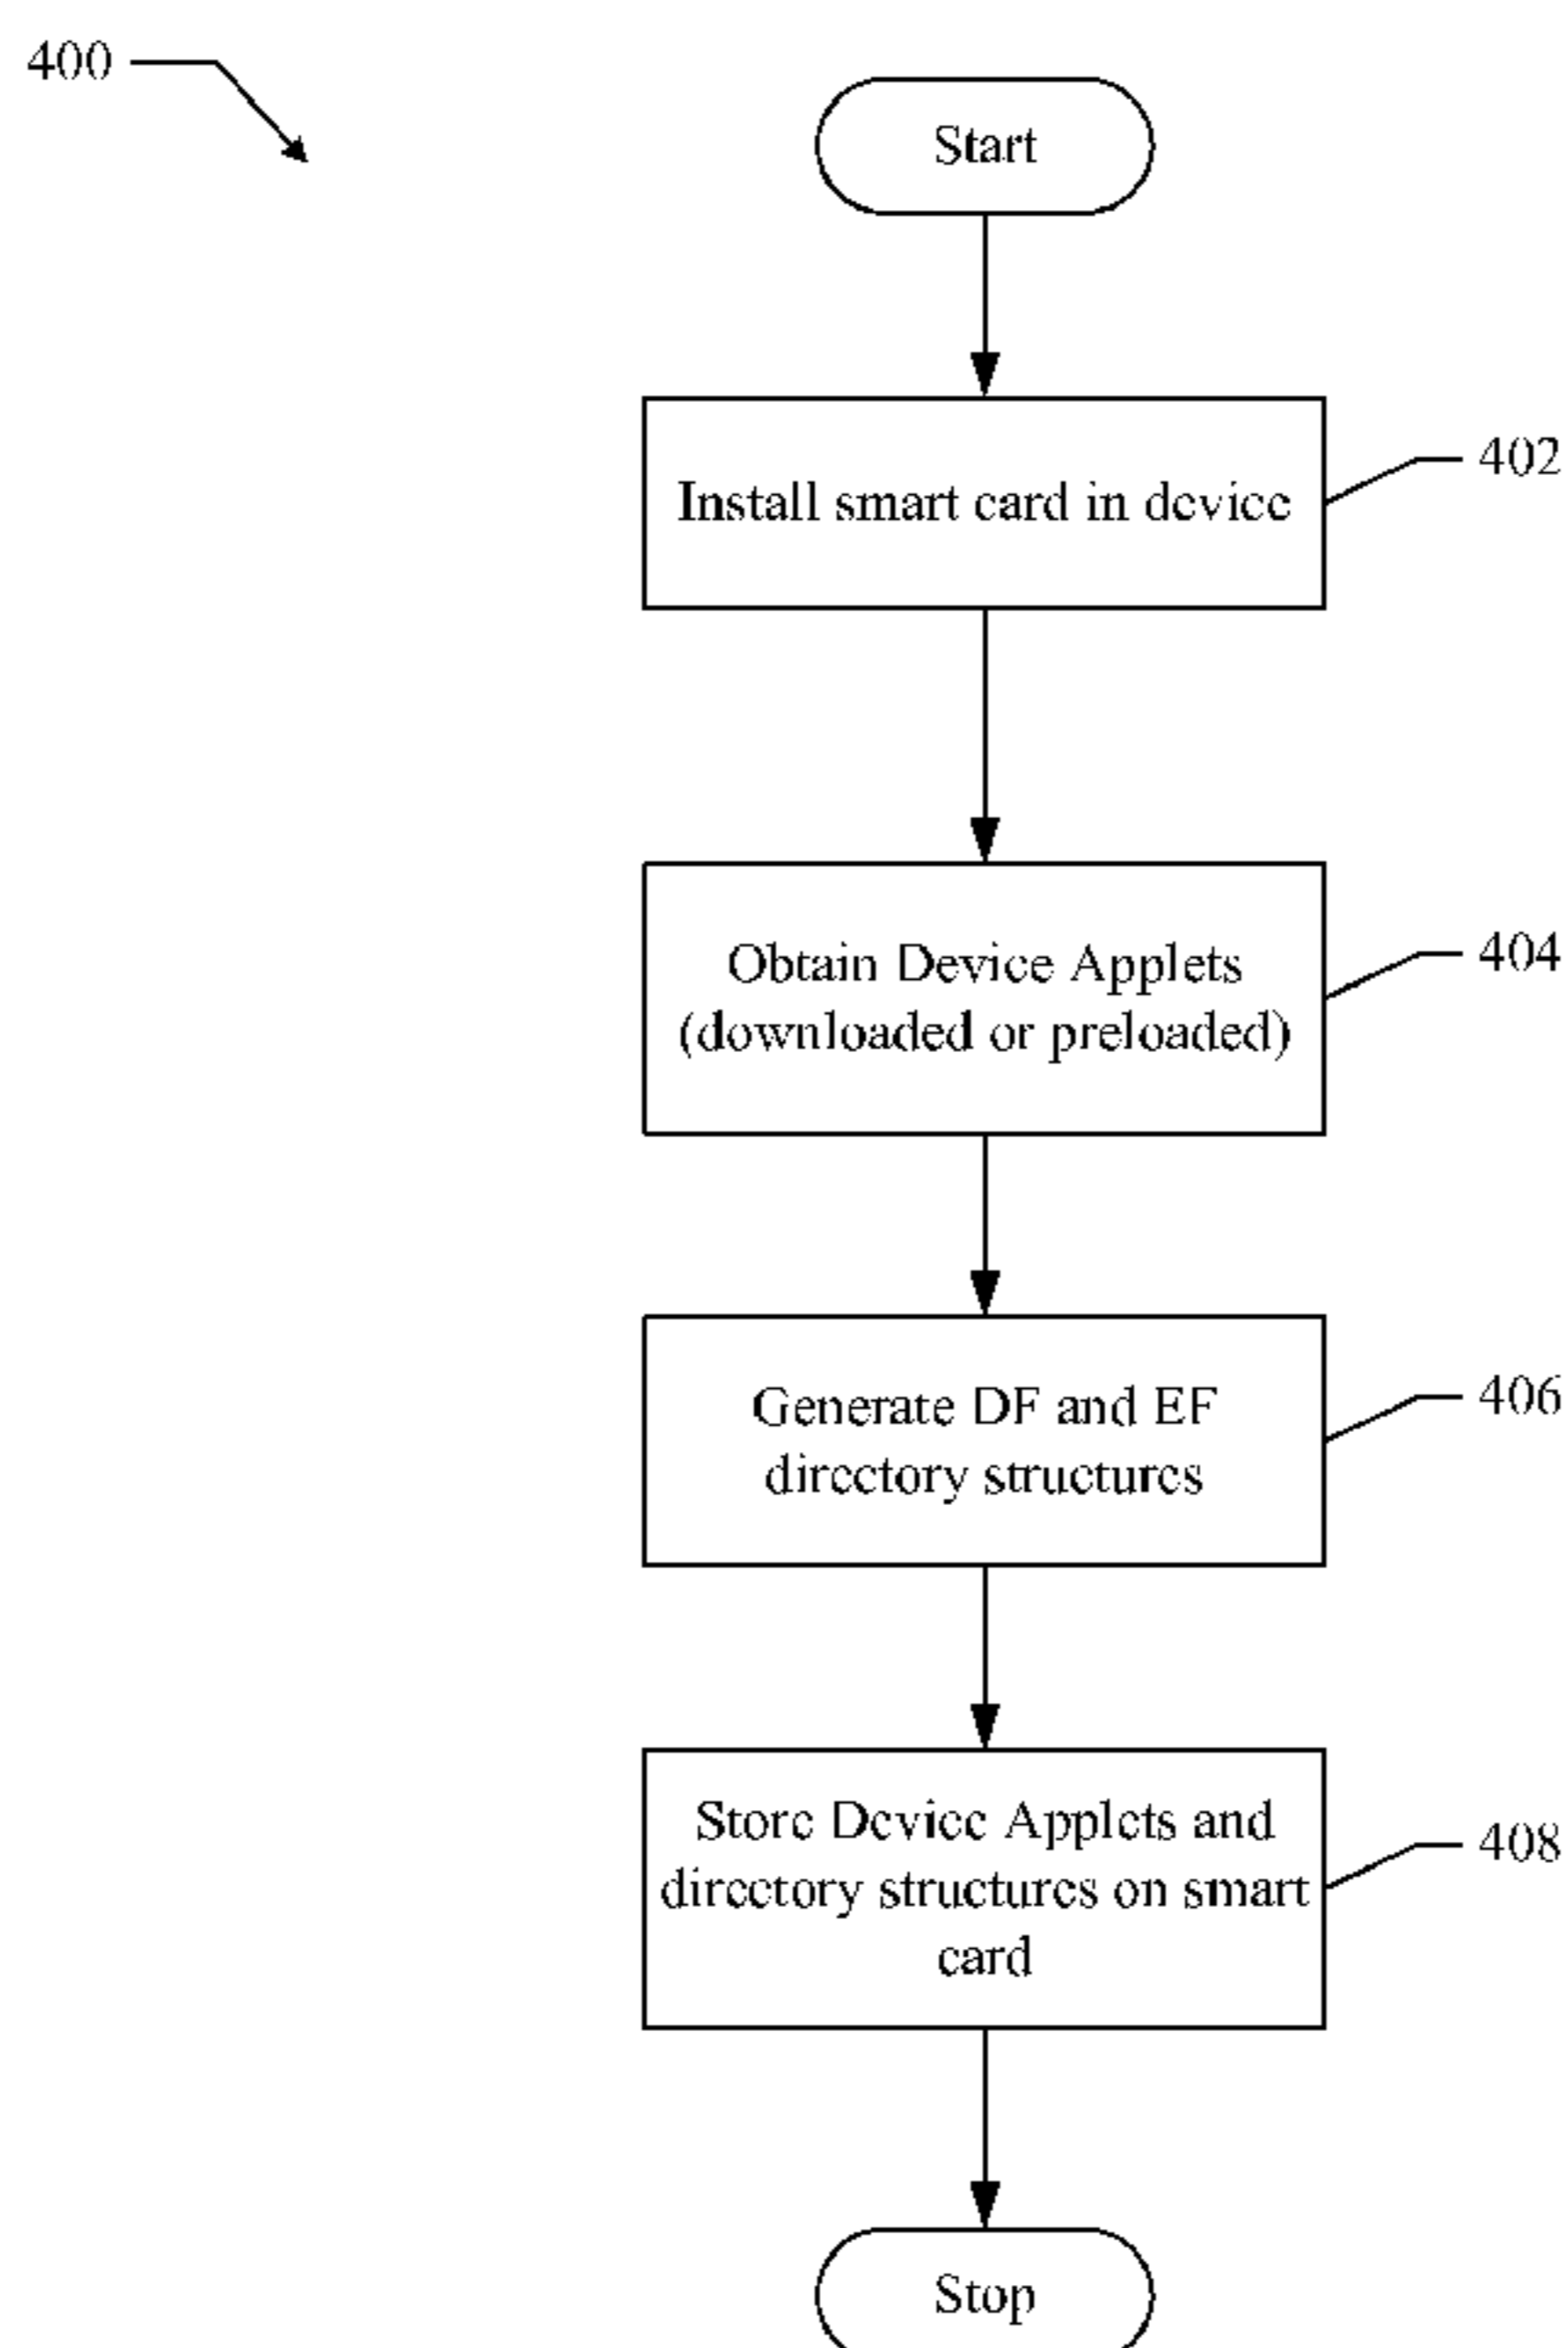 400
Start
Install smart card in device
402
Obtain Device Applets
(downloaded or preloaded)
404
Generate DF and EF
directory structures
406
Store Device Applets and
directory structures on smart
card
408
Stop